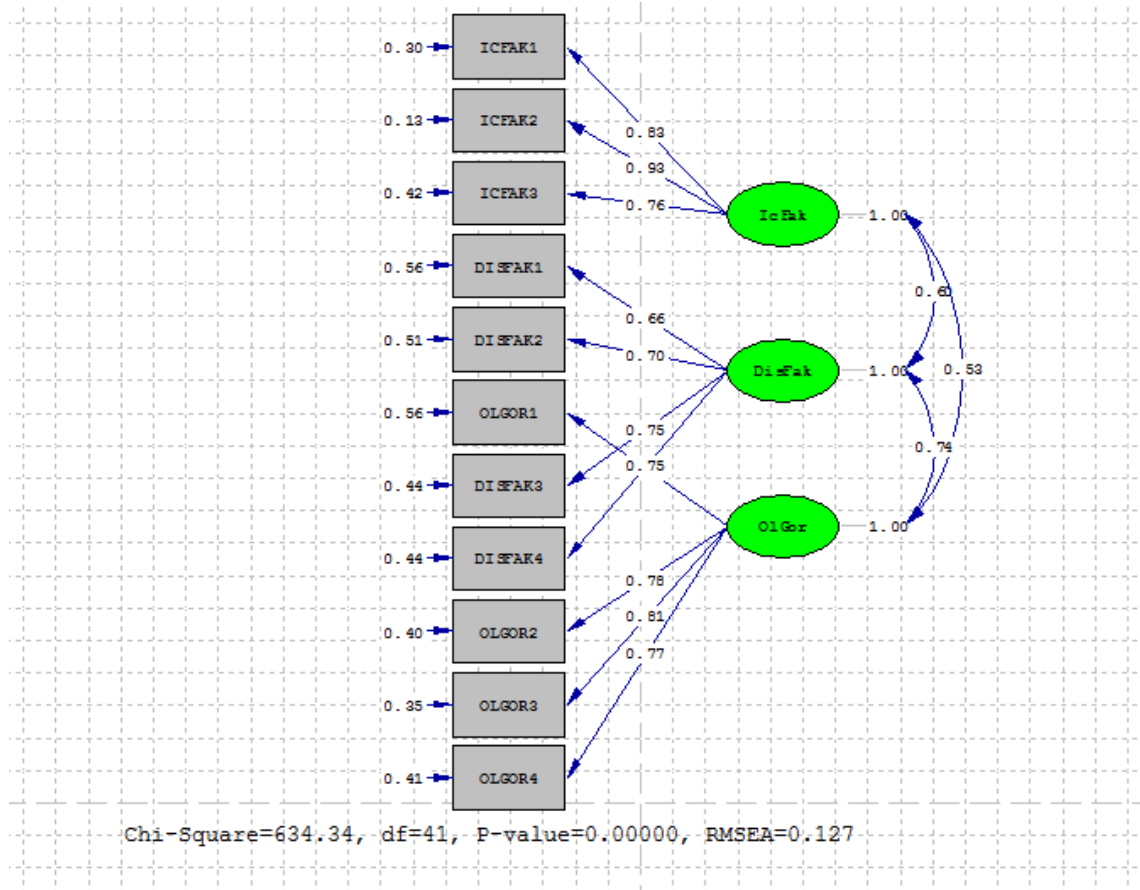 0.30 ICFAK1
0.83
0.13 ICFAK2
0.93
0.42 ICFAK3
0.76
IcFak 1.00
0.56 DISFAK1
0.66
0.51 DISFAK2
0.70
DisFak 1.00
0.53
0.56 OLGOR1
0.75
0.74
0.75
0.44 DISFAK3
OlGor 1.00
0.44 DISFAK4
0.78
0.81
0.40 OLGOR2
0.77
0.35 OLGOR3
0.41 OLGOR4
Chi-Square=634.34, df=41, P-value=0.00000, RMSEA=0.127